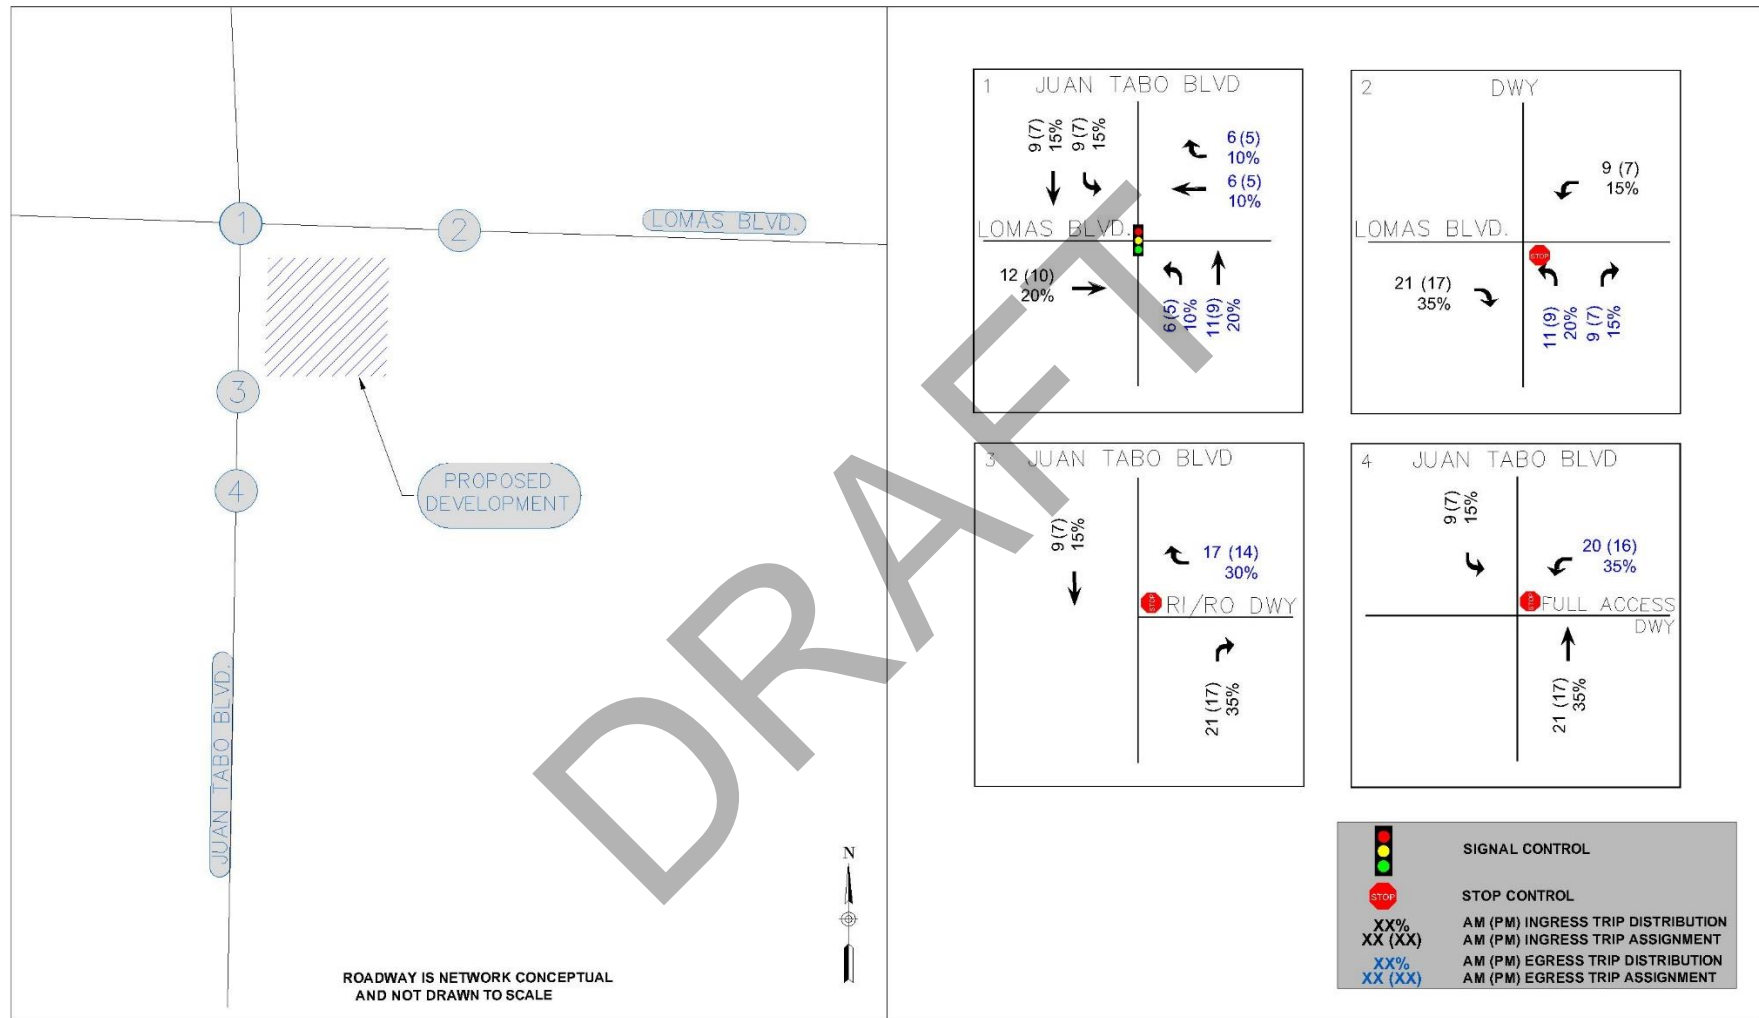 1
2
LOMAS BLVD.
3
4
PROPOSED
DEVELOPMENT
JUAN TABO BLVD.
N
ROADWAY IS NETWORK CONCEPTUAL
AND NOT DRAWN TO SCALE
DRAFT
1 JUAN TABO BLVD
9 (7)
15%
9 (7)
15%
6 (5)
10%
6 (5)
10%
LOMAS BLVD.
12 (10)
20%
6 (5)
10%
11(9)
20%
2 DWY
9 (7)
15%
LOMAS BLVD.
STOP
21 (17)
35%
11 (9)
20%
9 (7)
15%
3 JUAN TABO BLVD
9 (7)
15%
17 (14)
30%
STOP RI/RO DWY
21 (17)
35%
4 JUAN TABO BLVD
9 (7)
15%
20 (16)
35%
STOP FULL ACCESS
DWY
21 (17)
35%
SIGNAL CONTROL
STOP STOP CONTROL
XX% AM (PM) INGRESS TRIP DISTRIBUTION
XX (XX) AM (PM) INGRESS TRIP ASSIGNMENT
XX% AM (PM) EGRESS TRIP DISTRIBUTION
XX (XX) AM (PM) EGRESS TRIP ASSIGNMENT